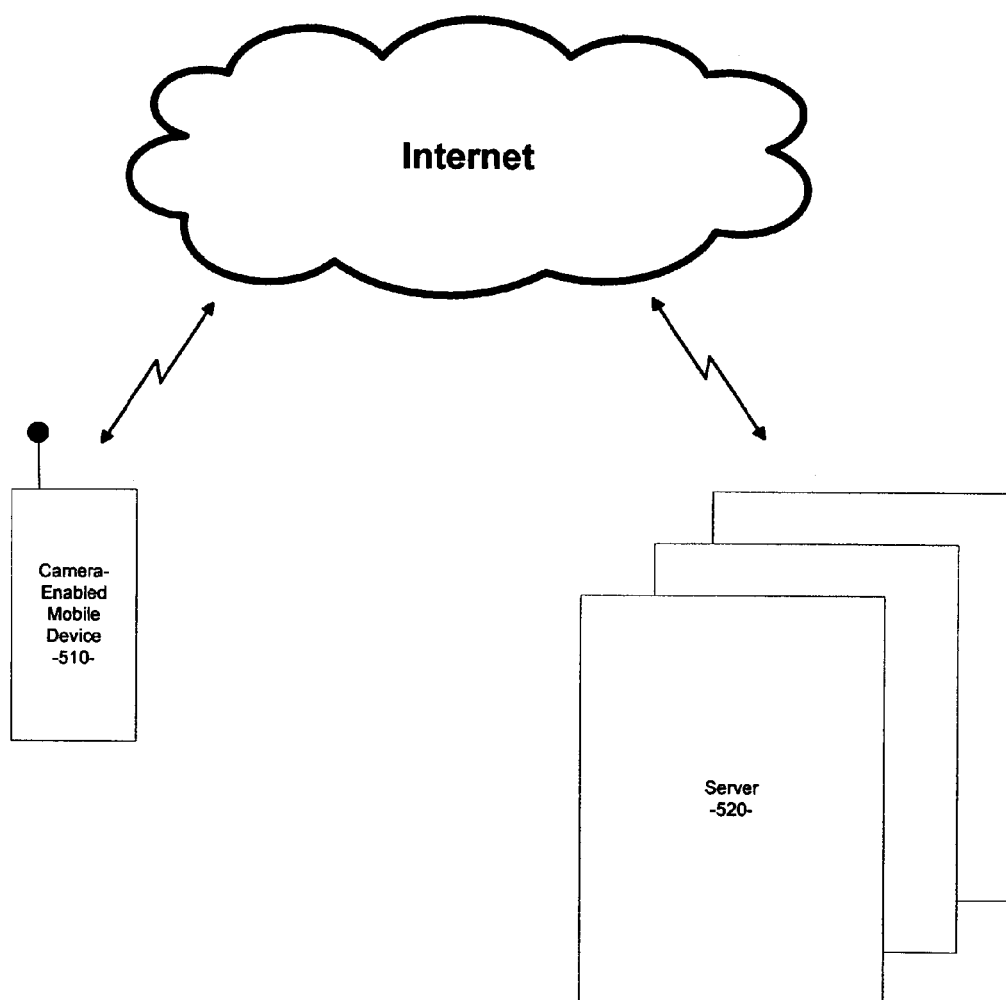 Internet
Camera-
Enabled
Mobile
Device
-510-
Server
-520-